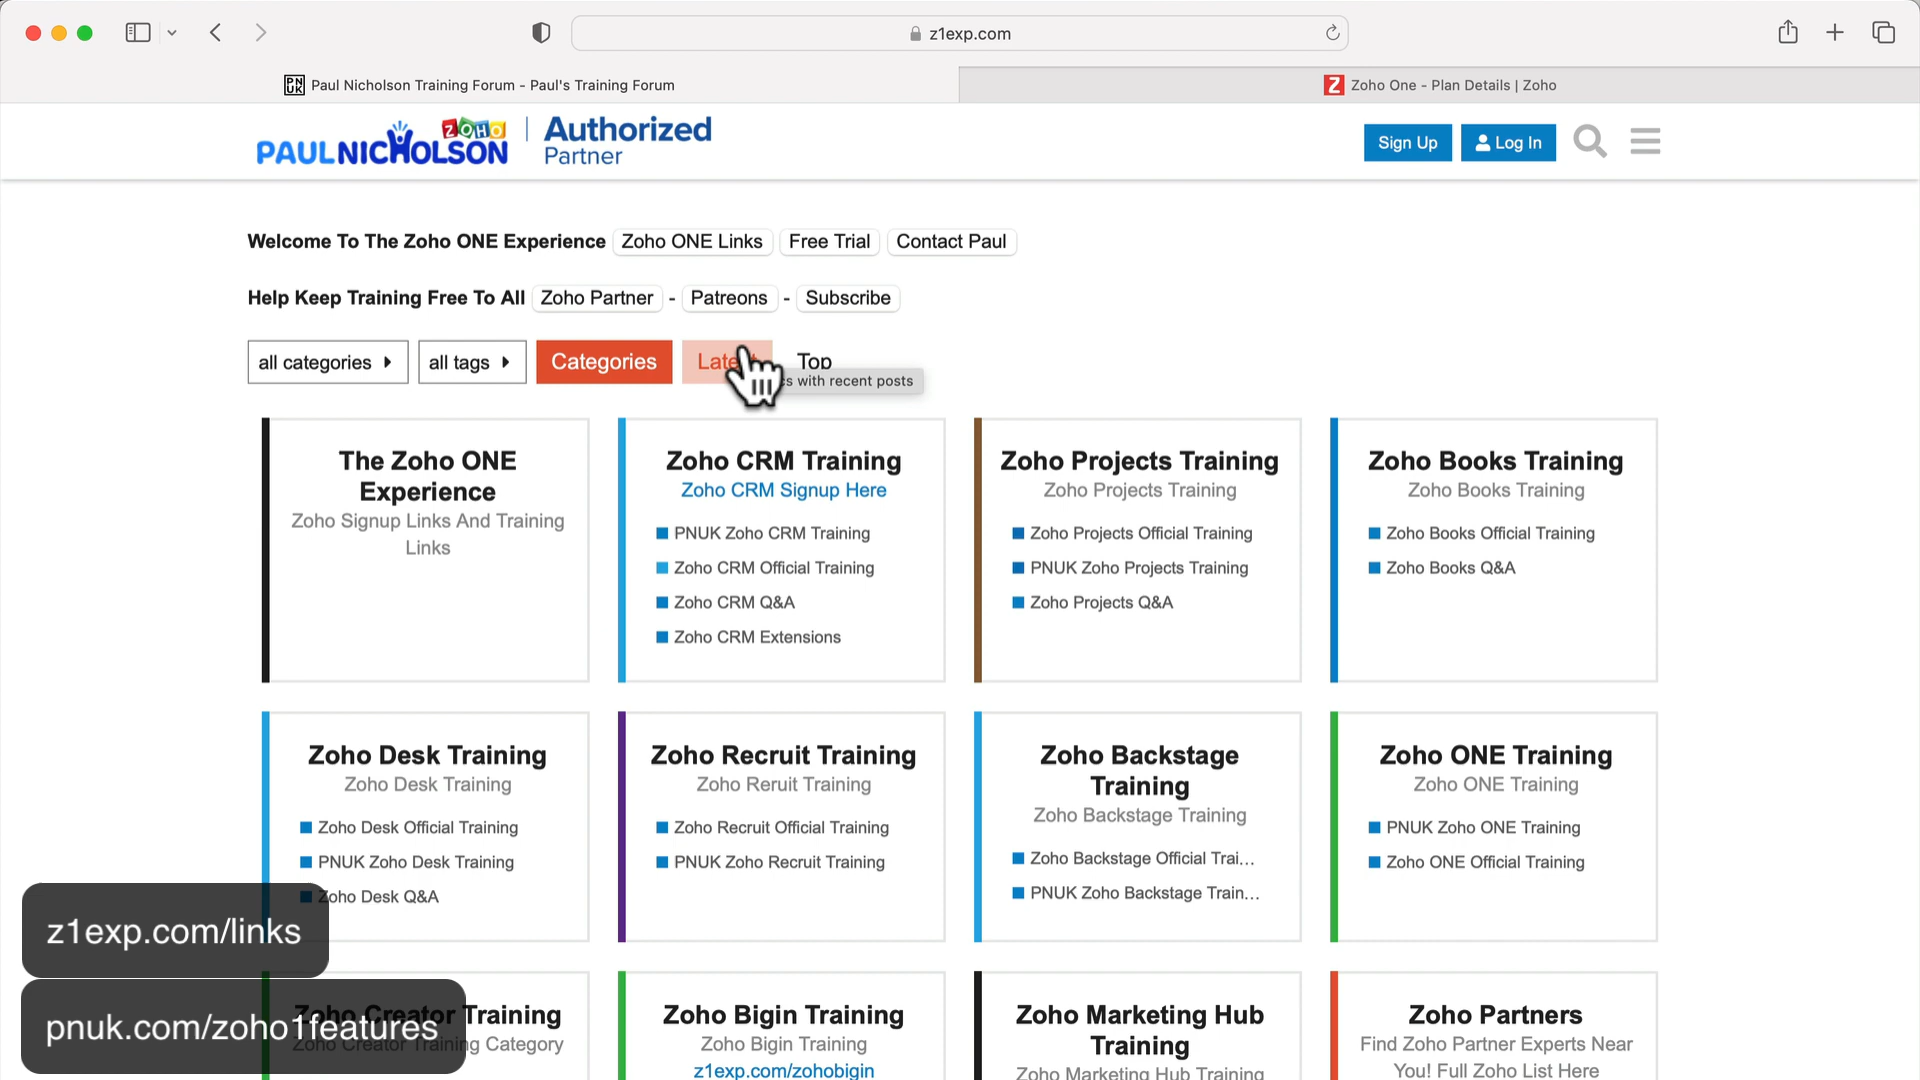 z1exp.com
PN UK Paul Nicholson Training Forum - Paul's Training Forum
Z Zoho One - Plan Details | Zoho
PAULNICHOLSON ZOHO Authorized Partner
Sign Up
Log In
Welcome To The Zoho ONE Experience Zoho ONE Links Free Trial Contact Paul
Help Keep Training Free To All Zoho Partner - Patreons - Subscribe
all categories all tags Categories Top
with recent posts
The Zoho ONE
Experience
Zoho Signup Links And Training
Links
Zoho CRM Training
Zoho CRM Signup Here
PNUK Zoho CRM Training
Zoho CRM Official Training
Zoho CRM Q&A
Zoho CRM Extensions
Zoho Projects Training
Zoho Projects Training
Zoho Projects Official Training
PNUK Zoho Projects Training
Zoho Projects Q&A
Zoho Books Training
Zoho Books Training
Zoho Books Official Training
Zoho Books Q&A
Zoho Desk Training
Zoho Desk Training
Zoho Desk Official Training
PNUK Zoho Desk Training
Zoho Desk Q&A
Zoho Recruit Training
Zoho Reruit Training
Zoho Recruit Official Training
PNUK Zoho Recruit Training
Zoho Backstage
Training
Zoho Backstage Training
Zoho Backstage Official Trai...
PNUK Zoho Backstage Train...
Zoho ONE Training
Zoho ONE Training
PNUK Zoho ONE Training
Zoho ONE Official Training
z1exp.com/links
pnuk.com/zoho1features
Zoho Creator Training
Zoho Creator Training Category
Zoho Bigin Training
Zoho Bigin Training
z1exp.com/zohobigin
Zoho Marketing Hub
Training
Zoho Marketing Hub Training
Zoho Partners
Find Zoho Partner Experts Near
You! Full Zoho List Here